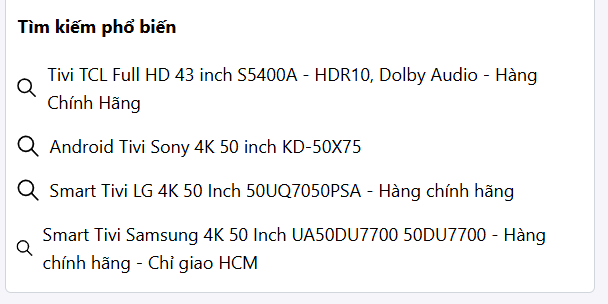 Tìm kiếm phổ biến
Tivi TCL Full HD 43 inch S5400A - HDR10, Dolby Audio - Hàng
Chính Hãng
Android Tivi Sony 4K 50 inch KD-50X75
Smart Tivi LG 4K 50 Inch 50UQ7050PSA - Hàng chính hãng
Smart Tivi Samsung 4K 50 Inch UA50DU7700 50DU7700 - Hàng
chính hãng - Chỉ giao HCM